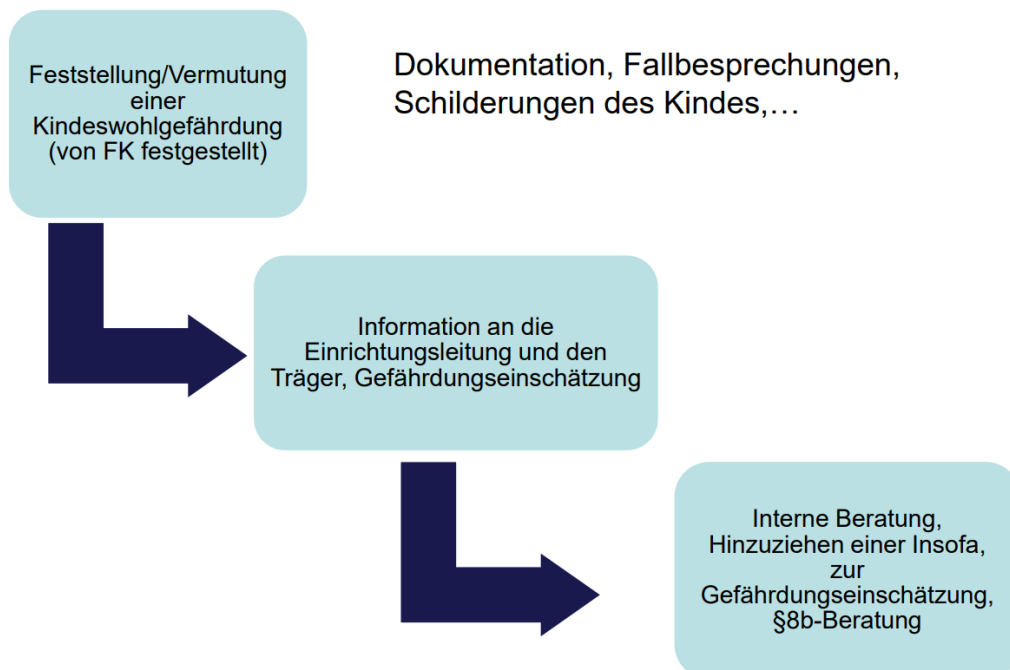 Feststellung/Vermutung
einer
Kindeswohlgefährdung
(von FK festgestellt)
Dokumentation, Fallbesprechungen,
Schilderungen des Kindes,…
Information an die
Einrichtungsleitung und den
Träger, Gefährdungseinschätzung
Interne Beratung,
Hinzuziehen einer Insofa,
zur
Gefährdungseinschätzung,
§8b-Beratung